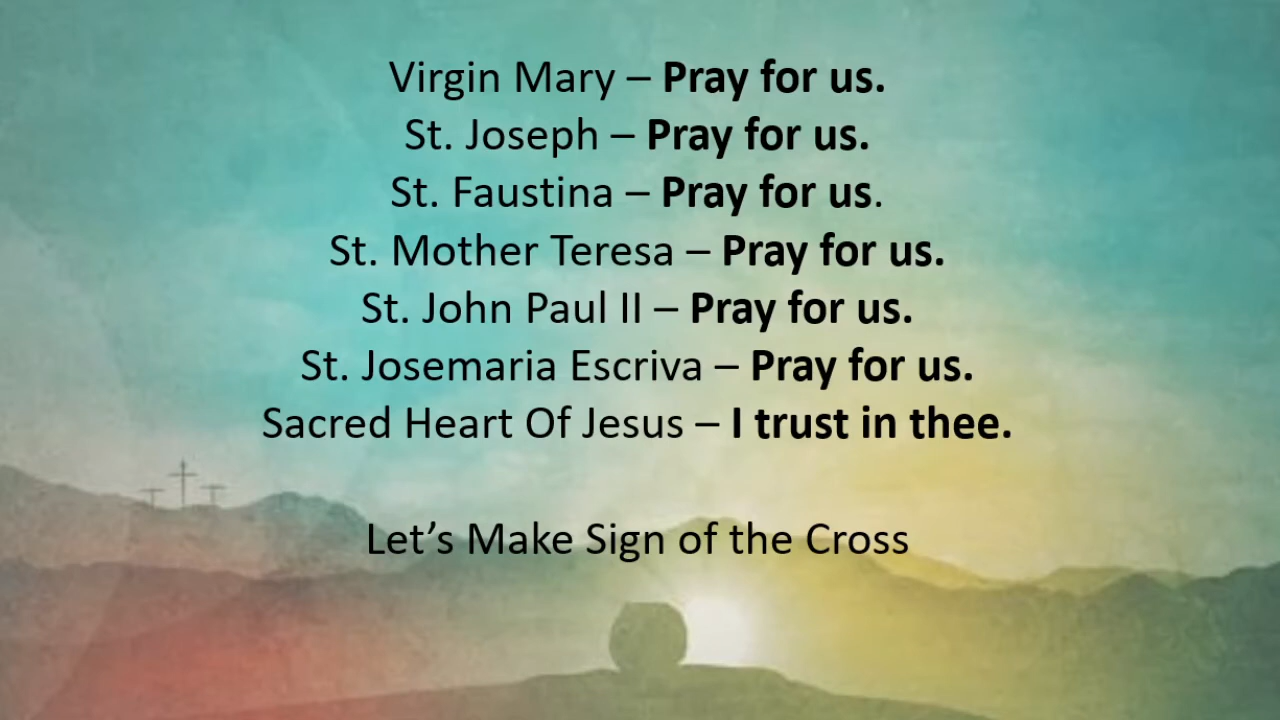 Virgin Mary – Pray for us.
St. Joseph – Pray for us.
St. Faustina – Pray for us.
St. Mother Teresa – Pray for us.
St. John Paul II – Pray for us.
St. Josemaria Escriva – Pray for us.
Sacred Heart Of Jesus – I trust in thee.
Let’s Make Sign of the Cross